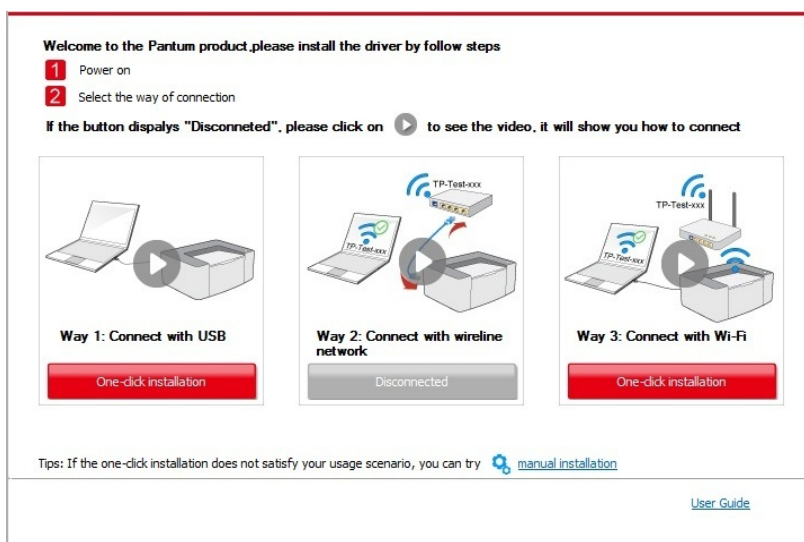 Welcome to the Pantum product,please install the driver by follow steps
1 Power on
2 Select the way of connection
If the button dispalys "Disconneted", please click on to see the video, it will show you how to connect
TP-Test-xxx
TP-Test-xxx
TP-Test-xxx
TP-Test-xxx
Way 1: Connect with USB
Way 2: Connect with wireline
network
Way 3: Connect with Wi-Fi
One-click installation
Disconnected
One-click installation
Tips: If the one-click installation does not satisfy your usage scenario, you can try manual installation
User Guide